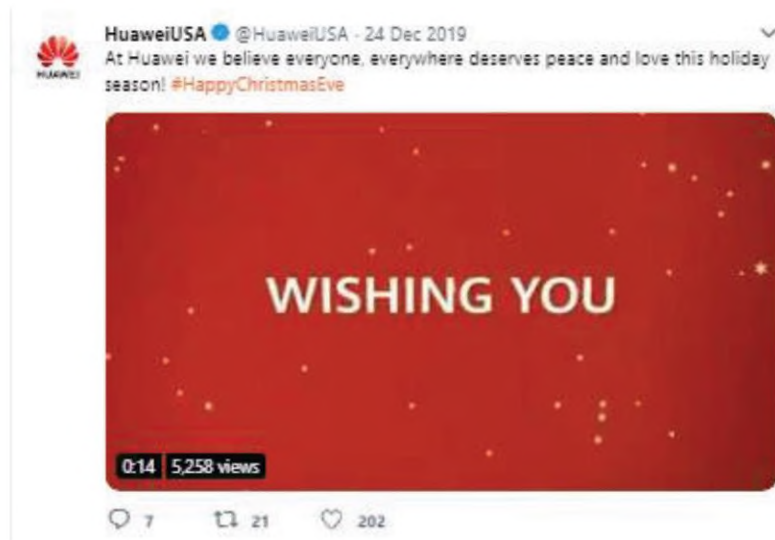 HuaweiUSA @HuaweiUSA · 24 Dec 2019
HUAWEI
At Huawei we believe everyone, everywhere deserves peace and love this holiday
season! #HappyChristmasEve
WISHING YOU
0:14 5,258 views
7 21 202